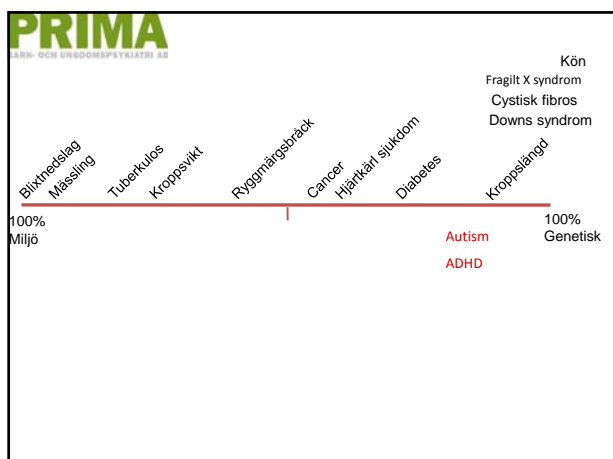 PRIMA
BARN- OCH UNGDOMSPSYKIATRI AB
Kön
Fragilt X syndrom
Cystisk fibros
Downs syndrom
Blixtnedslag
Mässling
Tuberkulos
Kroppsvikt
Ryggmärgsbråck
Cancer
Hjärtkärl sjukdom
Diabetes
Kroppslängd
100%
Miljö
100%
Genetisk
Autism
ADHD